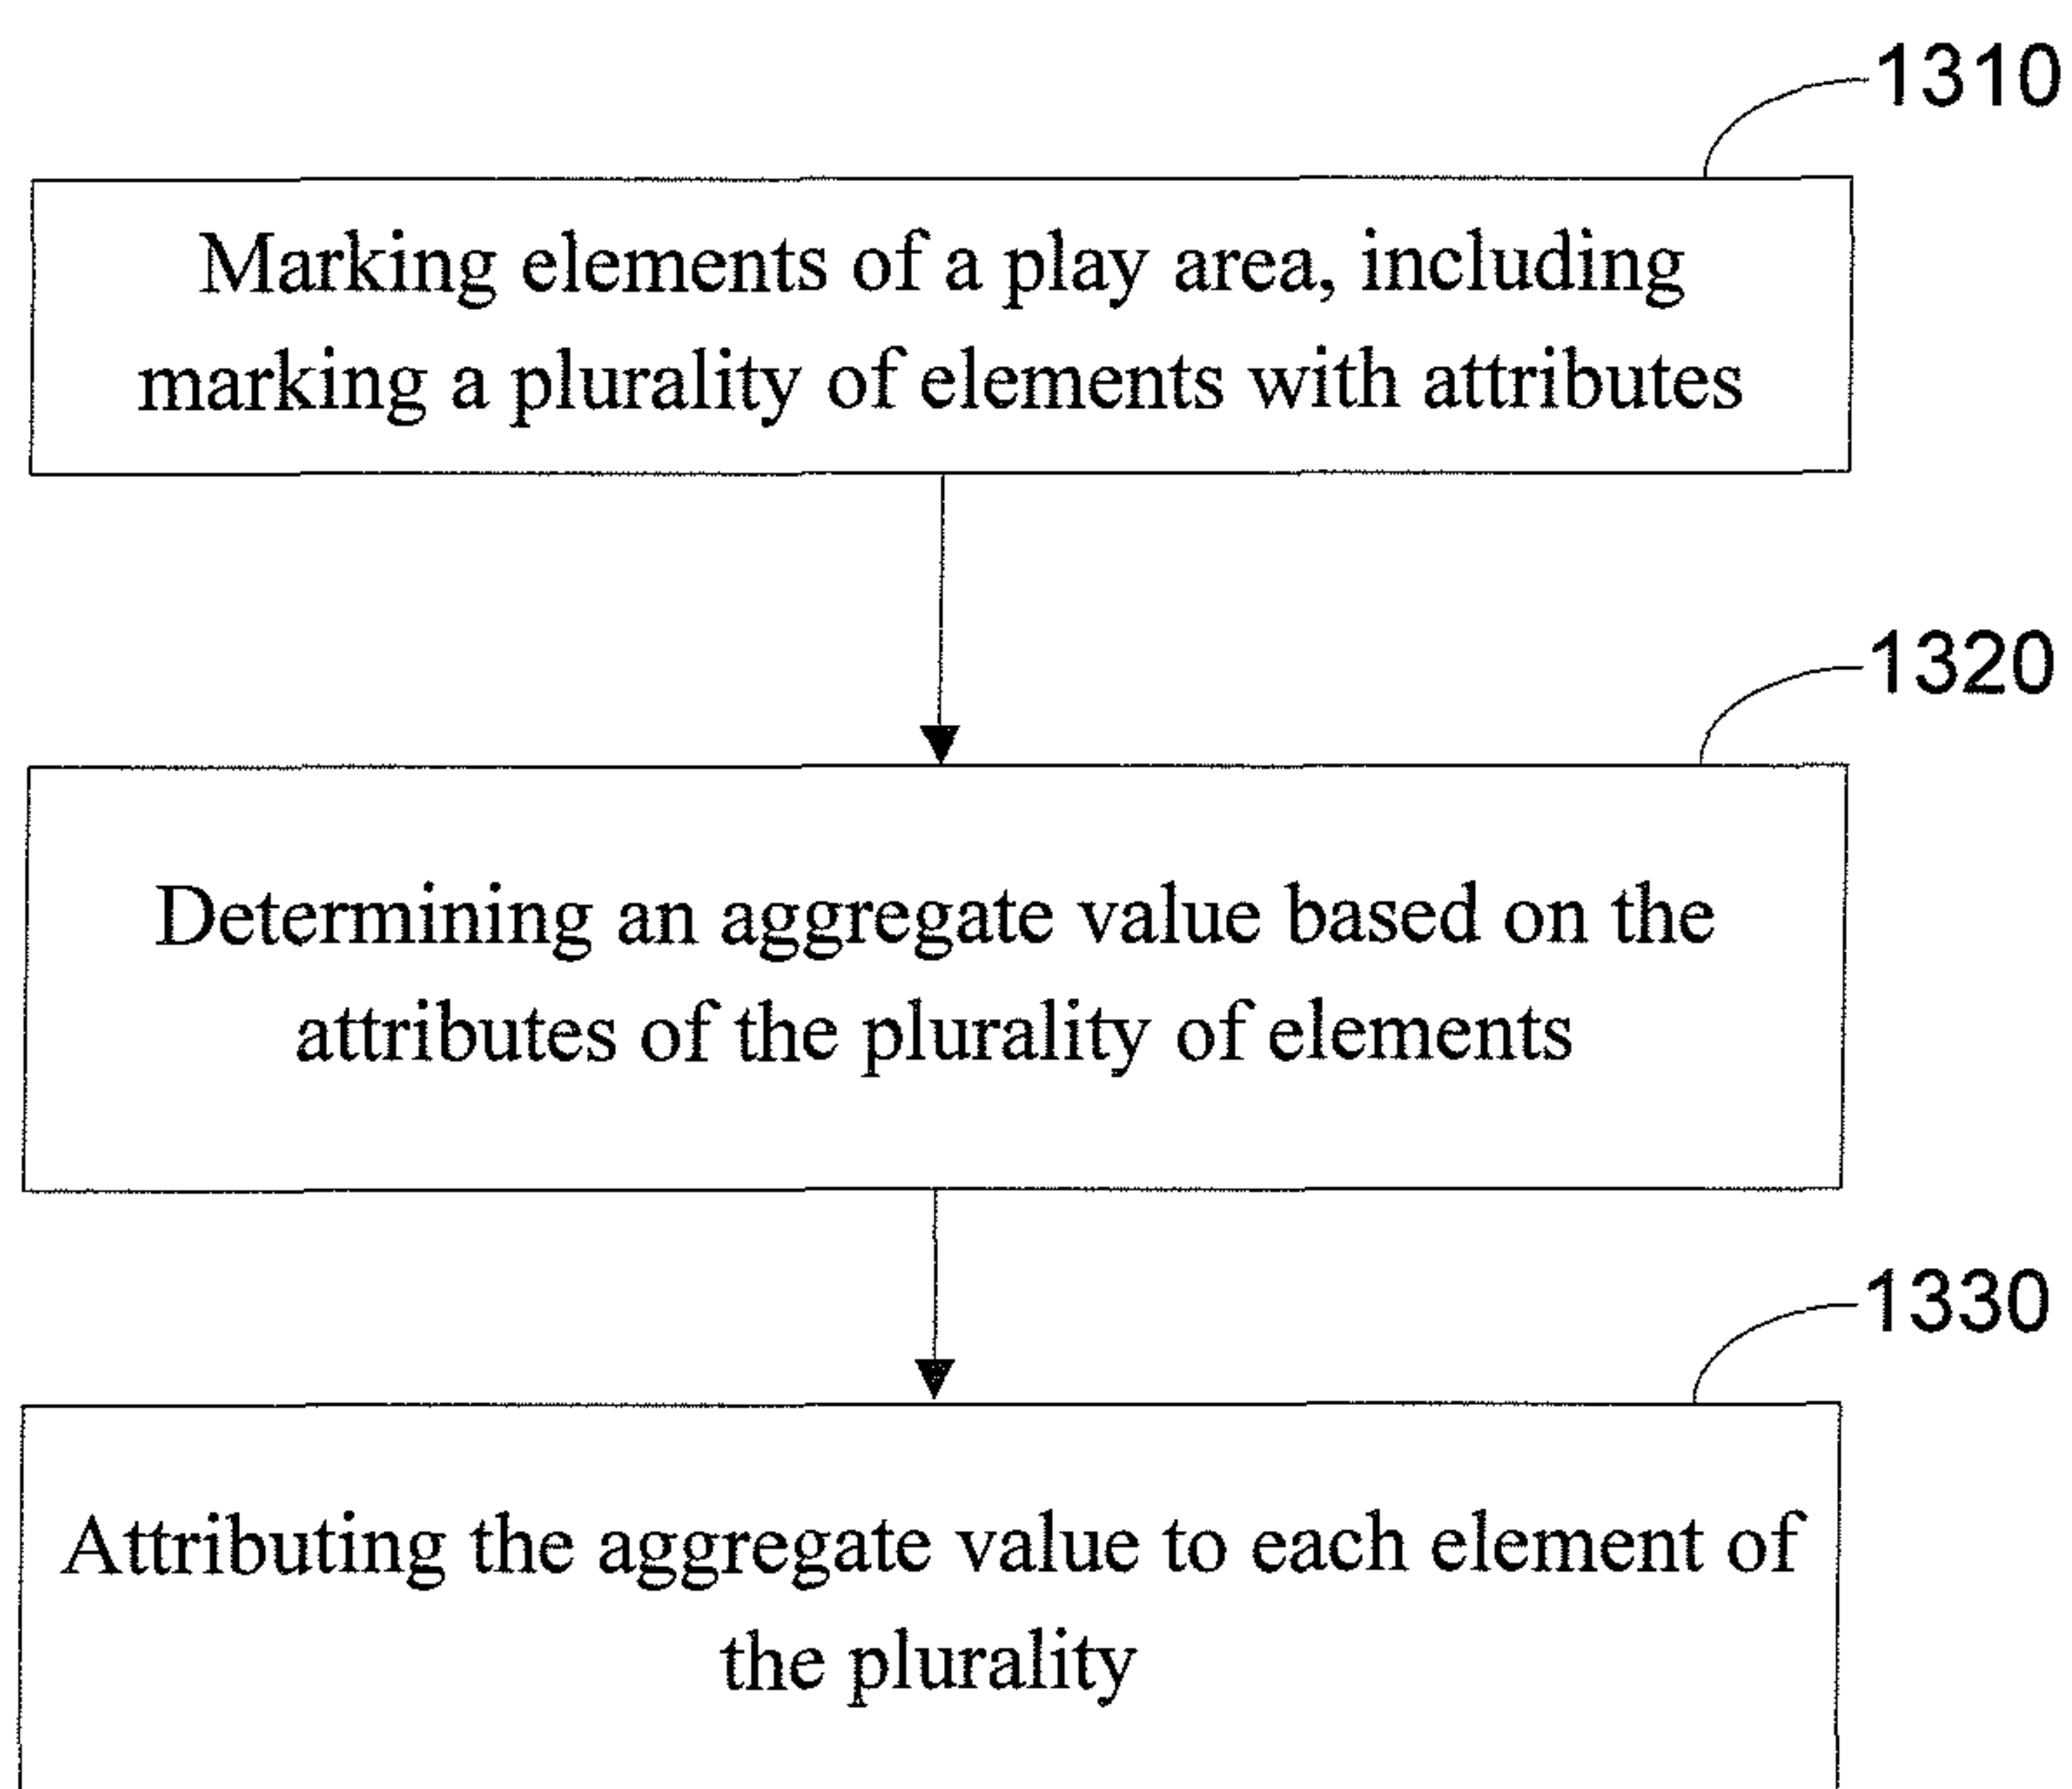 1310
Marking elements of a play area, including
marking a plurality of elements with attributes
1320
Determining an aggregate value based on the
attributes of the plurality of elements
1330
Attributing the aggregate value to each element of
the plurality